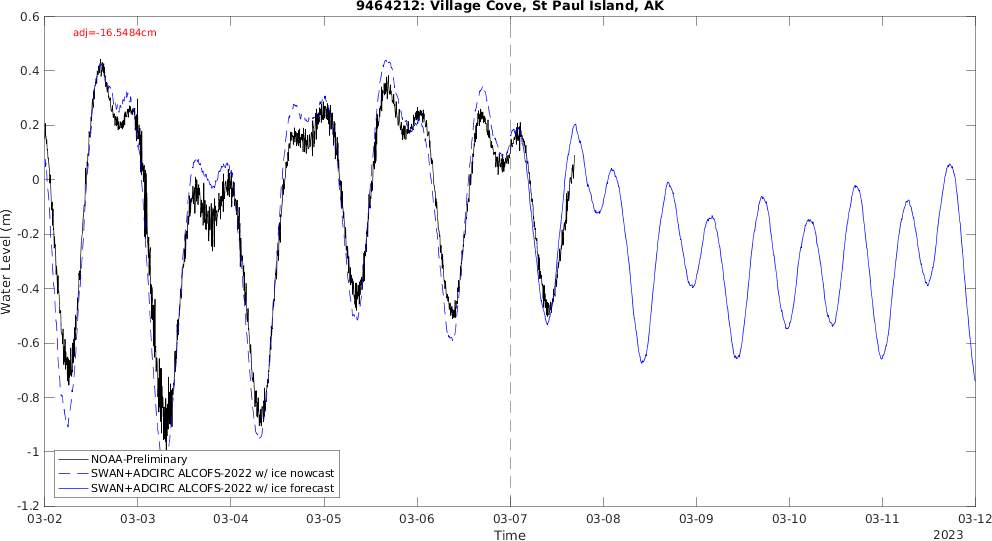 9464212: Village Cove, St Paul Island, AK
adj=-16.5484cm
0.6
0.4
0.2
0
-0.2
-0.4
-0.6
-0.8
-1
-1.2
Water Level (m)
NOAA-Preliminary
SWAN+ADCIRC ALCOFS-2022 w/ ice nowcast
SWAN+ADCIRC ALCOFS-2022 w/ ice forecast
03-02 03-03 03-04 03-05 03-06 03-07 03-08 03-09 03-10 03-11 03-12
Time
2023